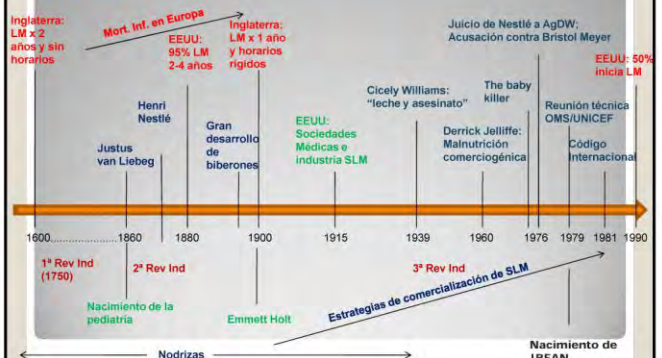 Inglaterra:
LM x 2
años y sin
horarios
Mort. Inf. en Europa
EEUU:
95% LM
2-4 años
Inglaterra:
LM x 1 año
y horarios
rígidos
Juicio de Nestlé a AgDW:
Acusación contra Bristol Meyer
EEUU: 50%
inicia LM
Henri
Nestlé
Justus
van Liebeg
Gran
desarrollo
de
biberones
EEUU:
Sociedades
Médicas e
industria SLM
Cicely Williams:
“leche y asesinato”
The baby
killer
Derrick Jelliffe:
Malnutrición
comerciogénica
Reunión técnica
OMS/UNICEF
Código
Internacional
1600......................1860 1880 1900 1915 1939 1960 1976 1979 1981 1990
1ª Rev Ind
(1750)
2ª Rev Ind
3ª Rev Ind
Nacimiento de la
pediatría
Emmett Holt
Estrategias de comercialización de SLM
Nodrizas
Nacimiento de
IBFAN